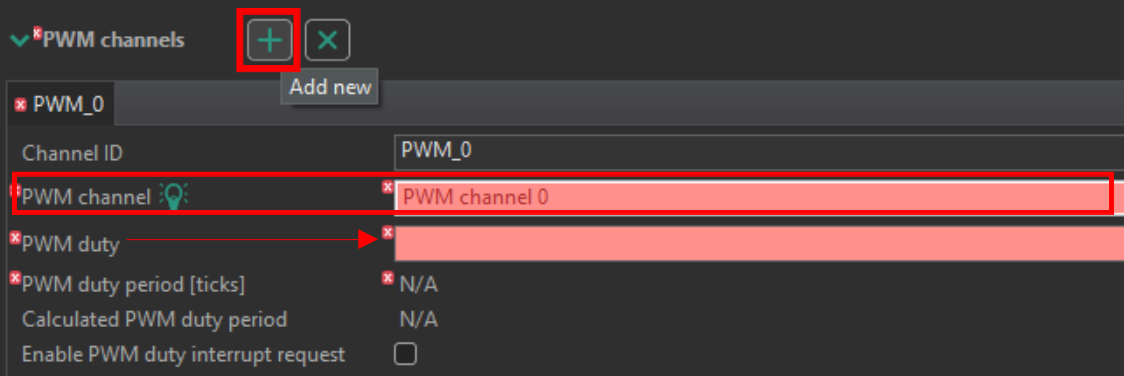 PWM channels
Add new
PWM_0
Channel ID PWM_0
PWM channel PWM channel 0
PWM duty
PWM duty period [ticks] N/A
Calculated PWM duty period N/A
Enable PWM duty interrupt request